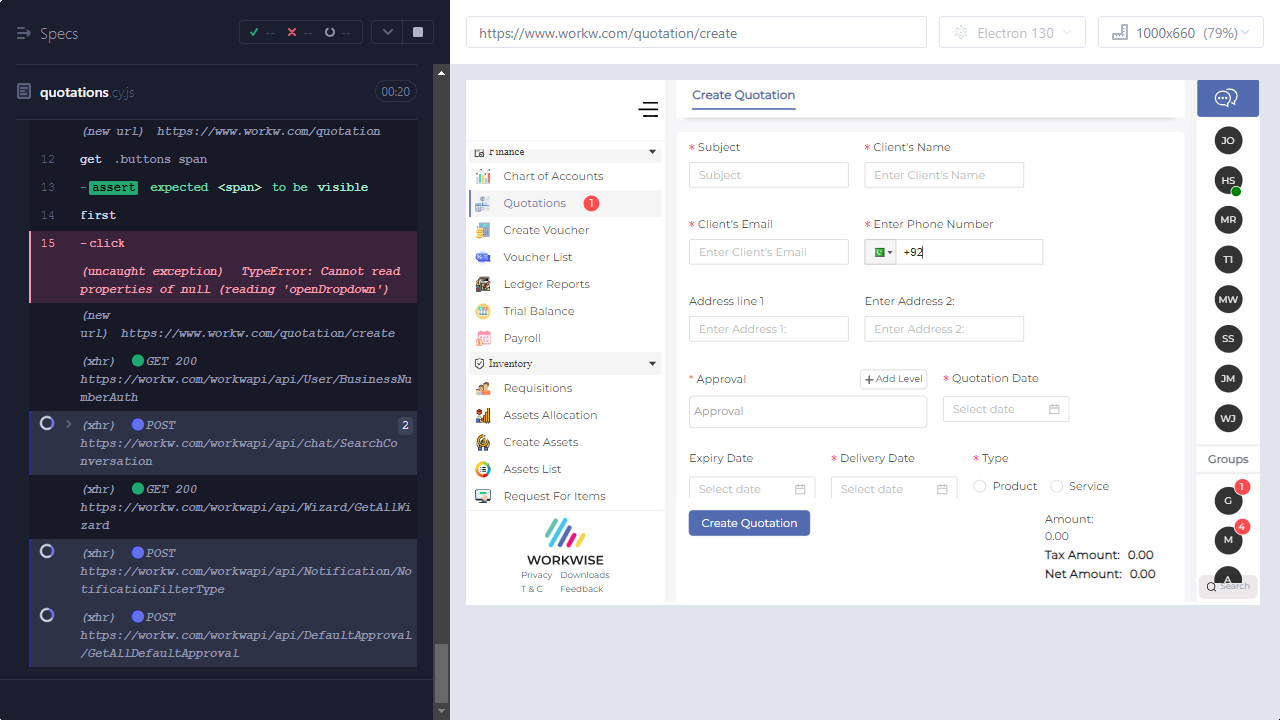 Specs
--
--
--
quotations.cy.js
00:20
(new url) https://www.workw.com/quotation
12 get .buttons span
13 -assert expected <span> to be visible
14 first
15 -click
(uncaught exception) TypeError: Cannot read
properties of null (reading 'openDropdown')
(new
url) https://www.workw.com/quotation/create
(xhr) GET 200
https://workw.com/workwapi/api/User/BusinessNu
mberAuth
(xhr) POST 2
https://workw.com/workwapi/api/chat/SearchCo
nversation
(xhr) GET 200
https://workw.com/workwapi/api/Wizard/GetAllWi
zard
(xhr) POST
https://workw.com/workwapi/api/Notification/No
tificationFilterType
(xhr) POST
https://workw.com/workwapi/api/DefaultApproval
/GetAllDefaultApproval
https://www.workw.com/quotation/create
Electron 130
1000x660 (79%)
Finance
Chart of Accounts
Quotations 1
Create Voucher
Voucher List
Ledger Reports
Trial Balance
Payroll
Inventory
Requisitions
Assets Allocation
Create Assets
Assets List
Request For Items
WORKWISE
Privacy Downloads
T & C Feedback
Create Quotation
* Subject * Client's Name
Subject Enter Client's Name
* Client's Email * Enter Phone Number
Enter Client's Email +92
Address line 1 Enter Address 2:
Enter Address 1: Enter Address 2:
* Approval + Add Level * Quotation Date
Approval Select date
Expiry Date * Delivery Date * Type
Select date Select date Product Service
Create Quotation
Amount:
0.00
Tax Amount: 0.00
Net Amount: 0.00
JO
HS
MR
TI
MW
SS
JM
WJ
Groups
G 1
M 4
A
Search